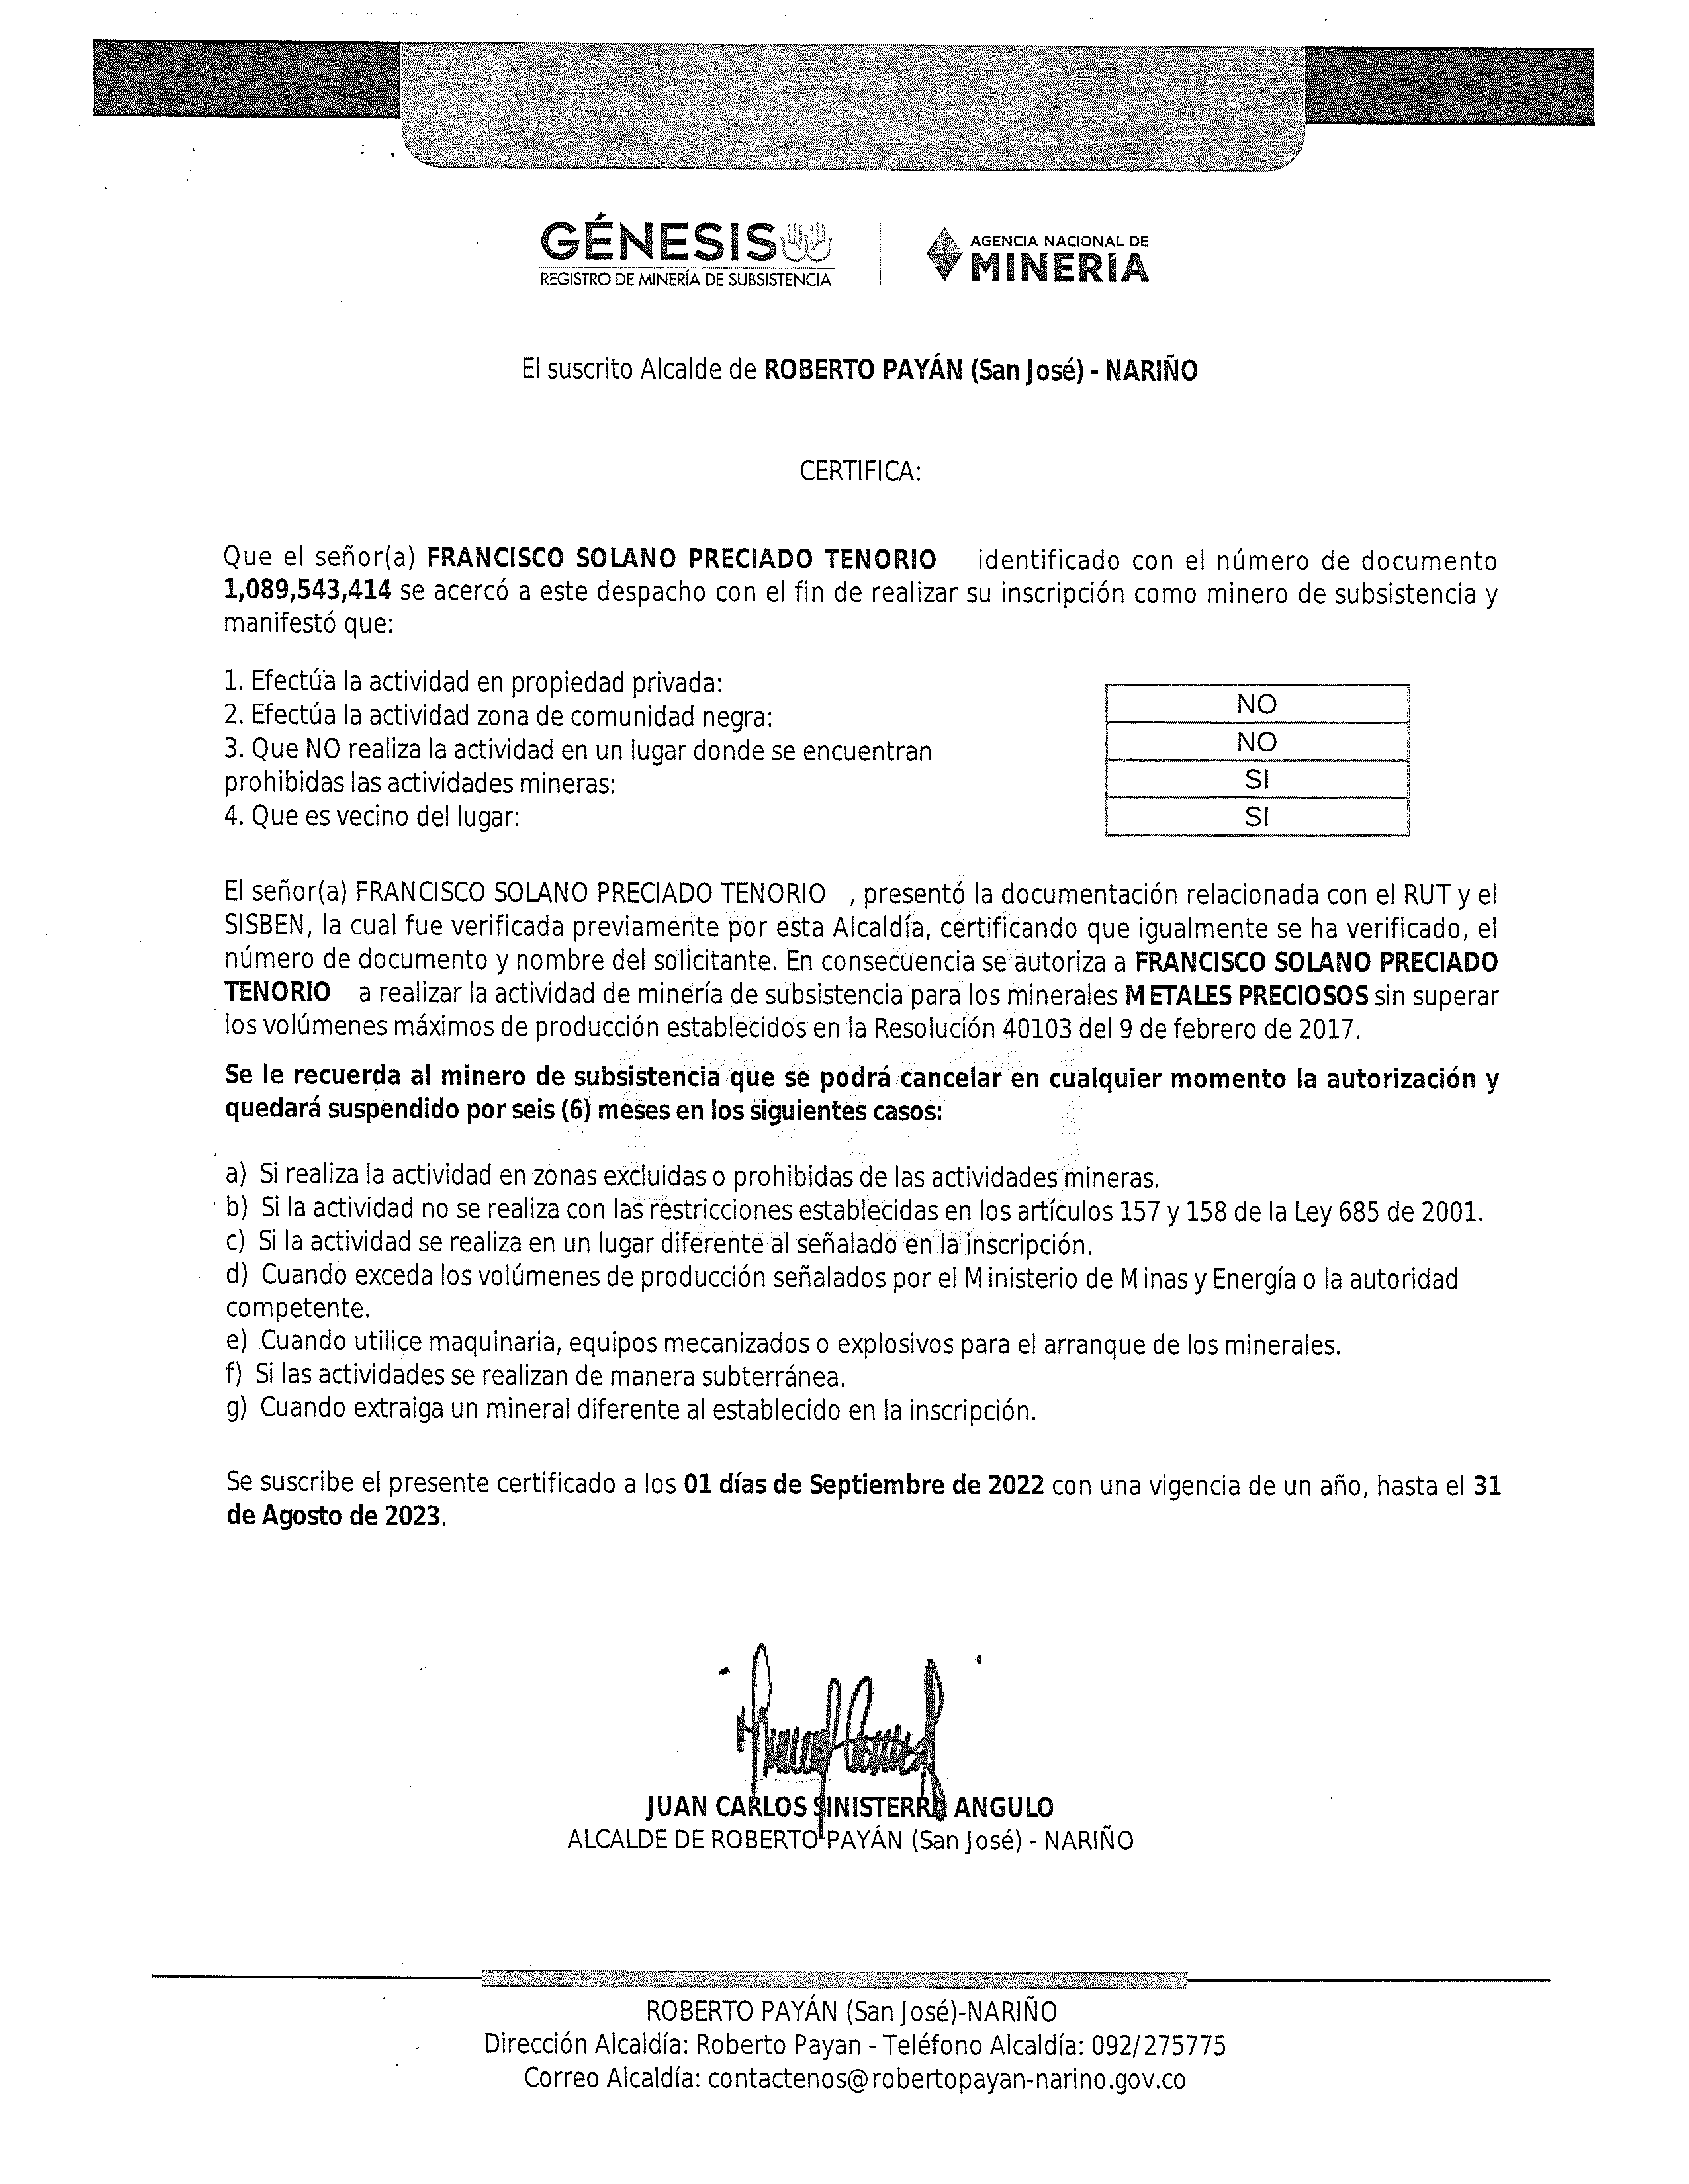 GÉNESIS
REGISTRO DE MINERÍA DE SUBSISTENCIA
AGENCIA NACIONAL DE
MINERÍA
El suscrito Alcalde de ROBERTO PAYÁN (San José) - NARIÑO
CERTIFICA:
Que el señor(a) FRANCISCO SOLANO PRECIADO TENORIO identificado con el número de documento
1,089,543,414 se acercó a este despacho con el fin de realizar su inscripción como minero de subsistencia y
manifestó que:
1. Efectúa la actividad en propiedad privada:
NO
2. Efectúa la actividad zona de comunidad negra:
NO
3. Que NO realiza la actividad en un lugar donde se encuentran
prohibidas las actividades mineras:
SI
4. Que es vecino del lugar:
SI
El señor(a) FRANCISCO SOLANO PRECIADO TENORIO , presentó la documentación relacionada con el RUT y el
SISBEN, la cual fue verificada previamente por esta Alcaldía, certificando que igualmente se ha verificado, el
número de documento y nombre del solicitante. En consecuencia se autoriza a FRANCISCO SOLANO PRECIADO
TENORIO a realizar la actividad de minería de subsistencia para los minerales METALES PRECIOSOS sin superar
los volúmenes máximos de producción establecidos en la Resolución 40103 del 9 de febrero de 2017.
Se le recuerda al minero de subsistencia que se podrá cancelar en cualquier momento la autorización y
quedará suspendido por seis (6) meses en los siguientes casos:
a) Si realiza la actividad en zonas excluidas o prohibidas de las actividades mineras.
b) Si la actividad no se realiza con las restricciones establecidas en los artículos 157 y 158 de la Ley 685 de 2001.
c) Si la actividad se realiza en un lugar diferente al señalado en la inscripción.
d) Cuando exceda los volúmenes de producción señalados por el Ministerio de Minas y Energía o la autoridad
competente.
e) Cuando utilice maquinaria, equipos mecanizados o explosivos para el arranque de los minerales.
f) Si las actividades se realizan de manera subterránea.
g) Cuando extraiga un mineral diferente al establecido en la inscripción.
Se suscribe el presente certificado a los 01 días de Septiembre de 2022 con una vigencia de un año, hasta el 31
de Agosto de 2023.
JUAN CARLOS SINISTERRA ANGULO
ALCALDE DE ROBERTO PAYÁN (San José) - NARIÑO
ROBERTO PAYÁN (San José)-NARIÑO
Dirección Alcaldía: Roberto Payan - Teléfono Alcaldía: 092/275775
Correo Alcaldía: contactenos@robertopayan-narino.gov.co